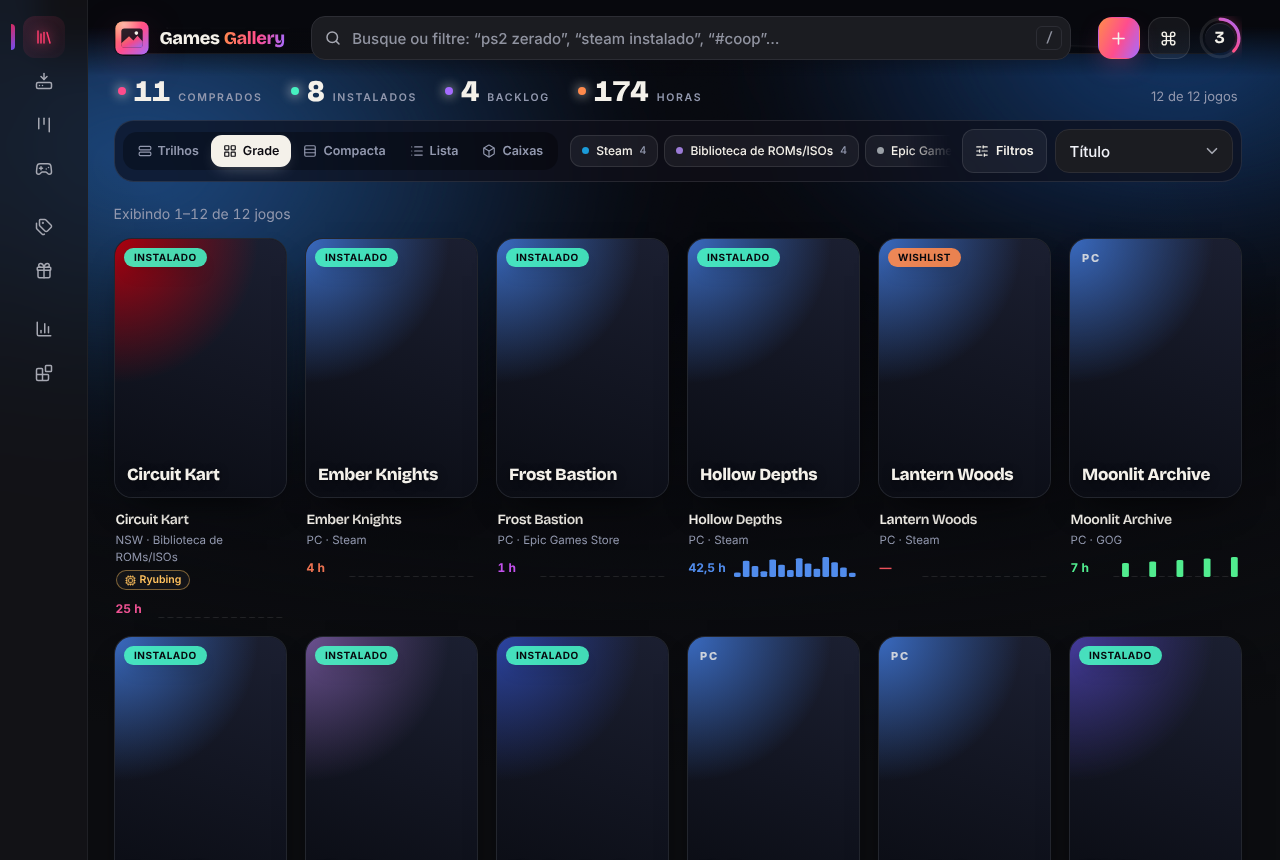 Games Gallery
Busque ou filtre: “ps2 zerado”, “steam instalado”, “#coop”…
/
3
11 COMPRADOS
8 INSTALADOS
4 BACKLOG
174 HORAS
12 de 12 jogos
Trilhos
Grade
Compacta
Lista
Caixas
Steam 4
Biblioteca de ROMs/ISOs 4
Epic Game
Filtros
Título
Exibindo 1–12 de 12 jogos
INSTALADO
Circuit Kart
INSTALADO
Ember Knights
INSTALADO
Frost Bastion
INSTALADO
Hollow Depths
WISHLIST
Lantern Woods
PC
Moonlit Archive
Circuit Kart
NSW · Biblioteca de
ROMs/ISOs
Ryubing
25 h
Ember Knights
PC · Steam
4 h
Frost Bastion
PC · Epic Games Store
1 h
Hollow Depths
PC · Steam
42,5 h
Lantern Woods
PC · Steam
—
Moonlit Archive
PC · GOG
7 h
INSTALADO
INSTALADO
INSTALADO
PC
PC
INSTALADO